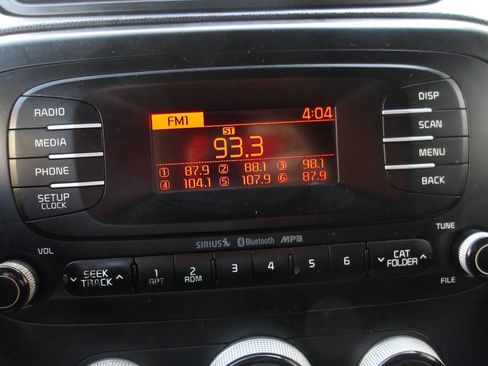 RADIO
MEDIA
PHONE
SETUP
CLOCK
FM1 4:04
ST
93.3
1 87.9 2 88.1 3 98.1
4 104.1 5 107.9 6 87.9
DISP
SCAN
MENU
BACK
SIRIUS Bluetooth MP3
VOL
TUNE
FILE
SEEK
TRACK
1
RPT
2
RDM
3
4
5
6
CAT
FOLDER